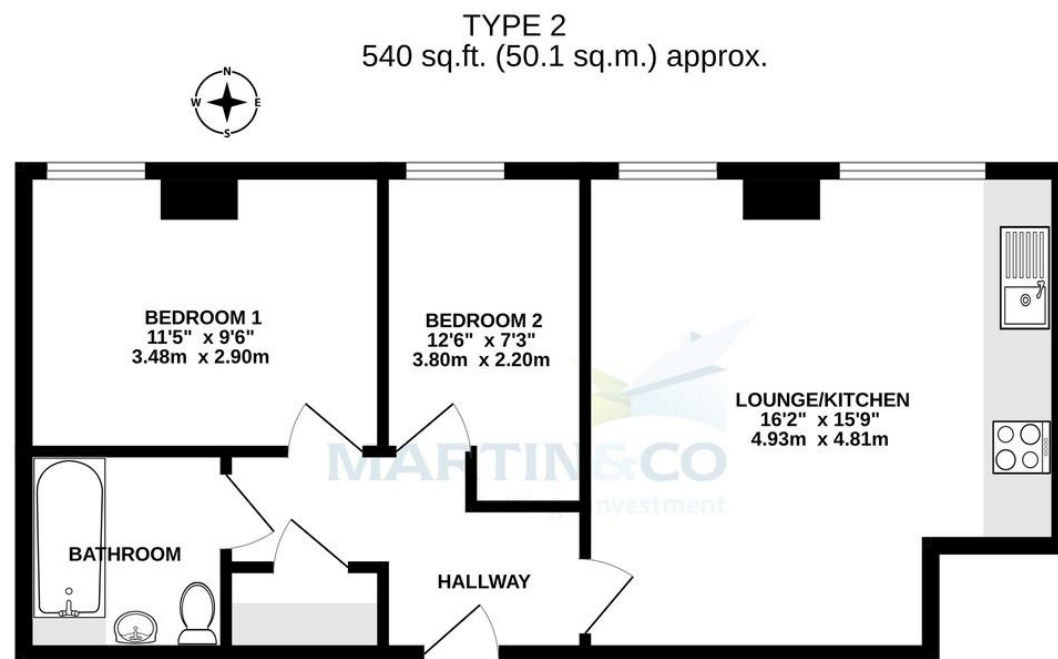 TYPE 2
540 sq.ft. (50.1 sq.m.) approx.
N
W E
S
BEDROOM 1
11'5" x 9'6"
3.48m x 2.90m
BEDROOM 2
12'6" x 7'3"
3.80m x 2.20m
LOUNGE/KITCHEN
16'2" x 15'9"
4.93m x 4.81m
MARTIN&CO
investment
BATHROOM
HALLWAY